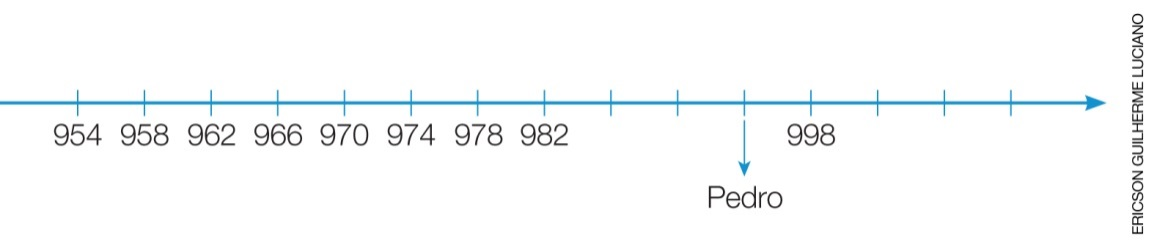 954 958 962 966 970 974 978 982 998
Pedro
ERICSON GUILHERME LUCIANO